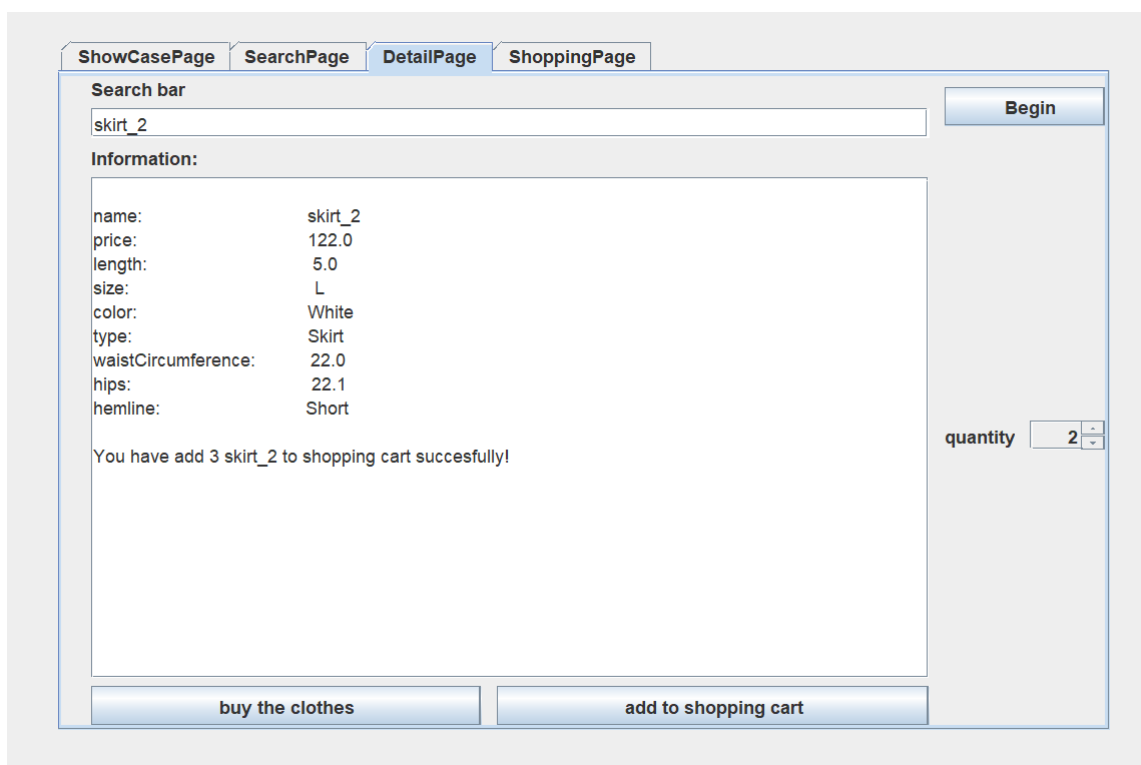 ShowCasePage SearchPage DetailPage ShoppingPage
Search bar
Begin
skirt_2
Information:
name: skirt_2
price: 122.0
length: 5.0
size: L
color: White
type: Skirt
waistCircumference: 22.0
hips: 22.1
hemline: Short
quantity 2
You have add 3 skirt_2 to shopping cart succesfully!
buy the clothes add to shopping cart